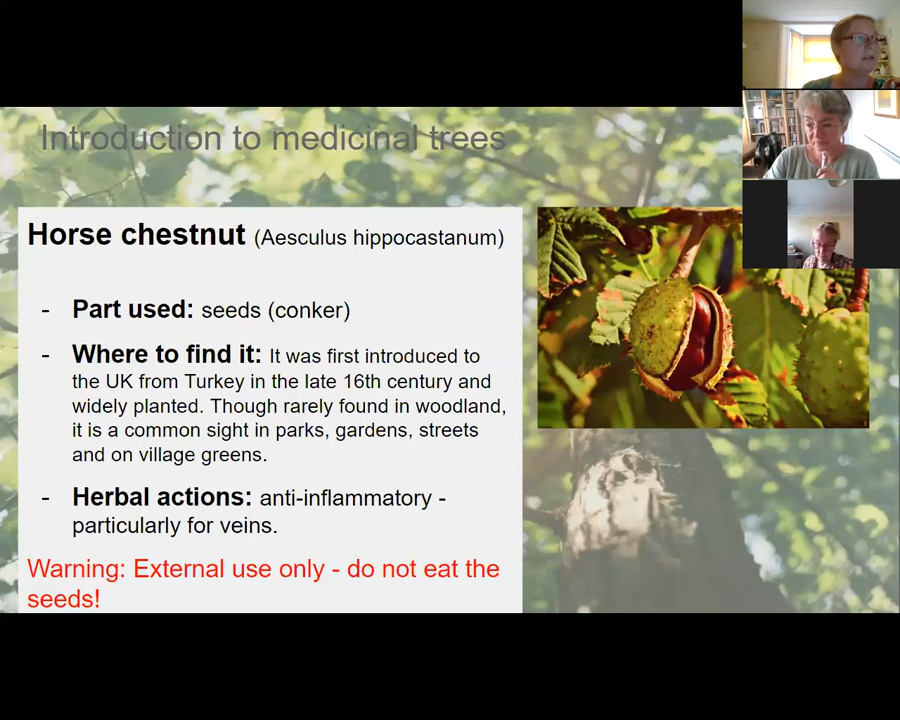 Introduction to medicinal trees
Horse chestnut (Aesculus hippocastanum)
- Part used: seeds (conker)
- Where to find it: It was first introduced to
the UK from Turkey in the late 16th century and
widely planted. Though rarely found in woodland,
it is a common sight in parks, gardens, streets
and on village greens.
- Herbal actions: anti-inflammatory -
particularly for veins.
Warning: External use only - do not eat the
seeds!